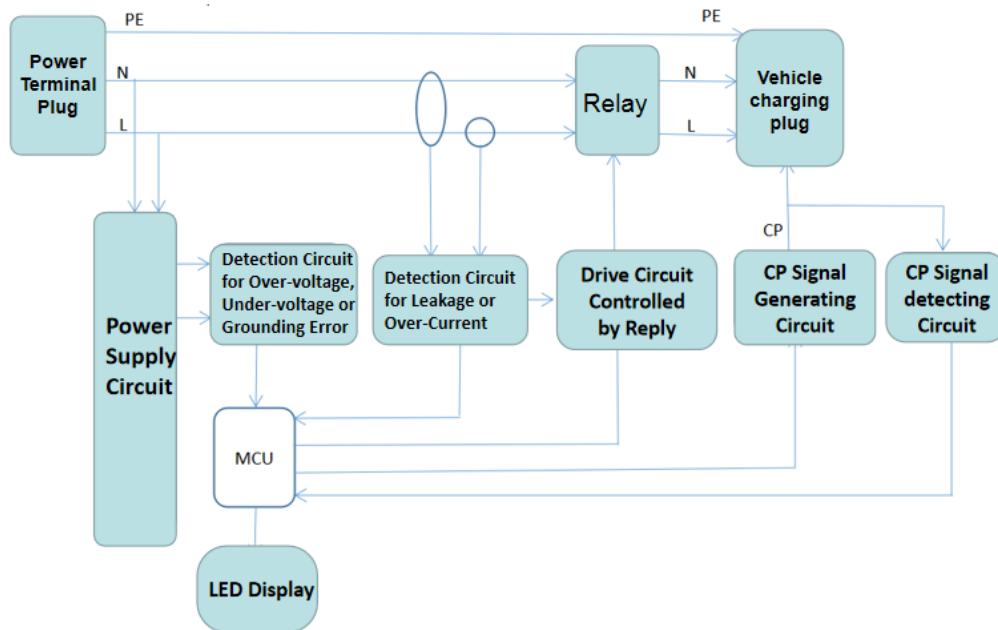 PE
PE
Power
Terminal
Plug
N
L
Relay
N
L
Vehicle
charging
plug
CP
Detection Circuit
for Over-voltage,
Under-voltage or
Grounding Error
Detection Circuit
for Leakage or
Over-Current
Drive Circuit
Controlled
by Reply
CP Signal
Generating
Circuit
CP Signal
detecting
Circuit
Power
Supply
Circuit
MCU
LED Display